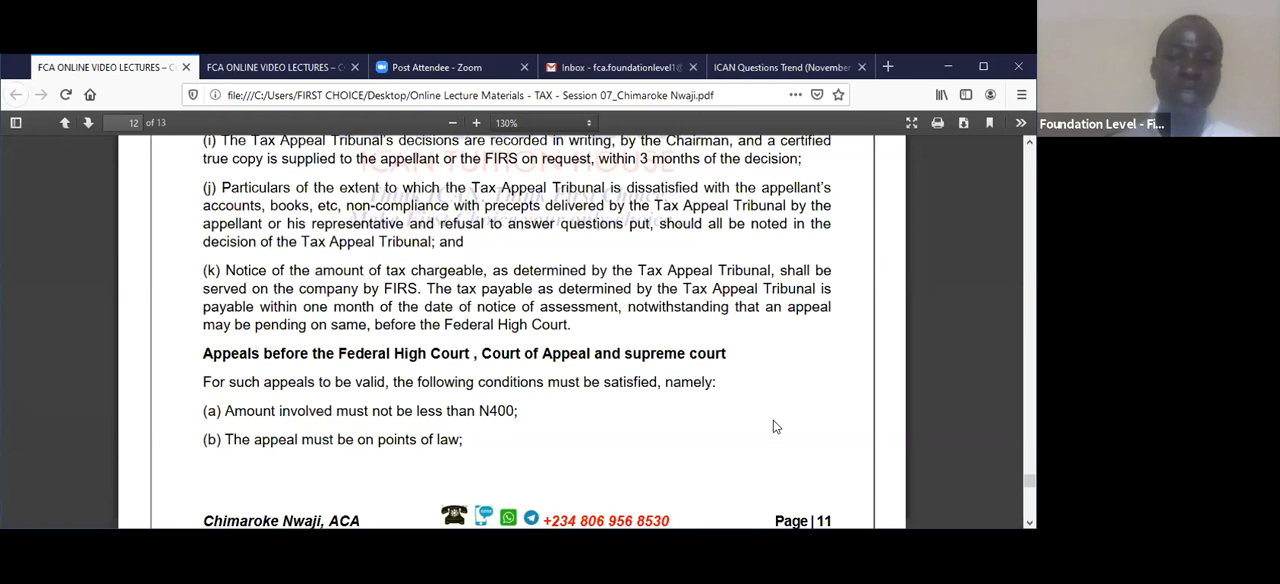 FCA ONLINE VIDEO LECTURES – C
FCA ONLINE VIDEO LECTURES – C
Post Attendee - Zoom
Inbox - fca.foundationlevel1@
ICAN Questions Trend (November
file:///C:/Users/FIRST CHOICE/Desktop/Online Lecture Materials - TAX - Session 07_Chimaroke Nwaji.pdf
Foundation Level - Fi...
12 of 13
130%
(i) The Tax Appeal Tribunal's decisions are recorded in writing, by the Chairman, and a certified
true copy is supplied to the appellant or the FIRS on request, within 3 months of the decision;
ICAN TUITION HOUSE
(j) Particulars of the extent to which the Tax Appeal Tribunal is dissatisfied with the appellant's
accounts, books, etc, non-compliance with precepts delivered by the Tax Appeal Tribunal by the
appellant or his representative and refusal to answer questions put, should all be noted in the
decision of the Tax Appeal Tribunal; and
(k) Notice of the amount of tax chargeable, as determined by the Tax Appeal Tribunal, shall be
served on the company by FIRS. The tax payable as determined by the Tax Appeal Tribunal is
payable within one month of the date of notice of assessment, notwithstanding that an appeal
may be pending on same, before the Federal High Court.
Appeals before the Federal High Court , Court of Appeal and supreme court
For such appeals to be valid, the following conditions must be satisfied, namely:
(a) Amount involved must not be less than N400;
(b) The appeal must be on points of law;
Chimaroke Nwaji, ACA
+234 806 956 8530
Page | 11